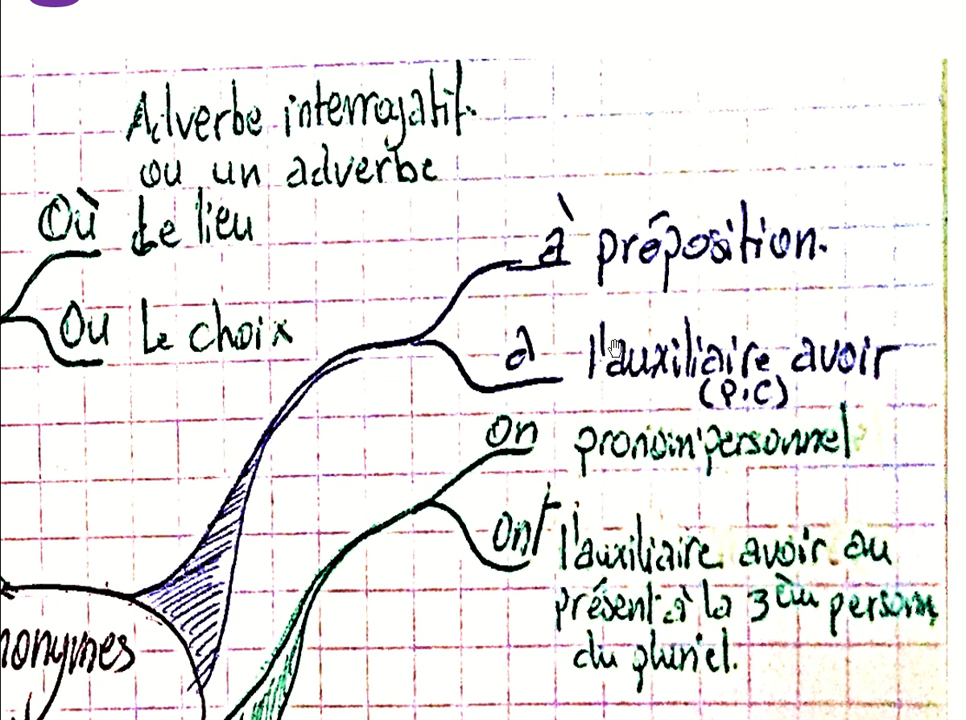 Adverbe interrogatif.
ou un adverbe
Où de lieu
Ou le choix
à préposition.
a l'auxiliaire avoir
(P.C)
on pronom personnel
ont l'auxiliaire avoir au
présent à la 3ème personne
du pluriel.
nonymes